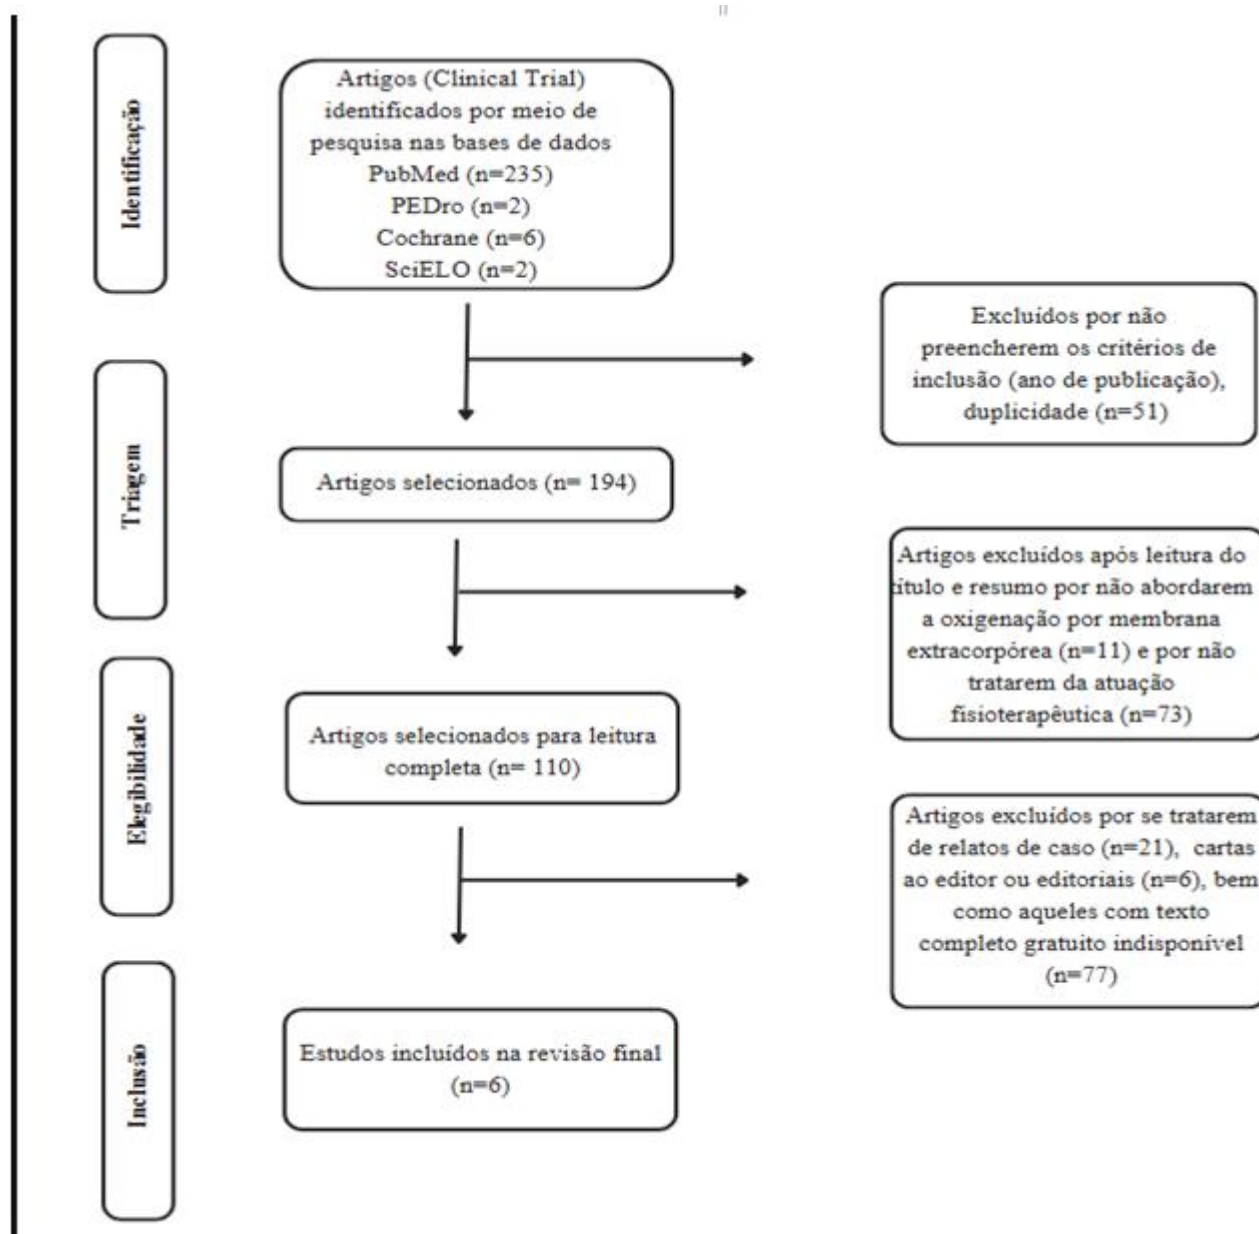 Identificação
Artigos (Clinical Trial)
identificados por meio de
pesquisa nas bases de dados
PubMed (n=235)
PEDro (n=2)
Cochrane (n=6)
SciELO (n=2)
Excluídos por não
preencherem os critérios de
inclusão (ano de publicação),
duplicidade (n=51)
Triagem
Artigos selecionados (n= 194)
Artigos excluídos após leitura do
título e resumo por não abordarem
a oxigenação por membrana
extracorpórea (n=11) e por não
tratarem da atuação
fisioterapêutica (n=73)
Elegibilidade
Artigos selecionados para leitura
completa (n= 110)
Artigos excluídos por se tratarem
de relatos de caso (n=21), cartas
ao editor ou editoriais (n=6), bem
como aqueles com texto
completo gratuito indisponível
(n=77)
Inclusão
Estudos incluídos na revisão final
(n=6)